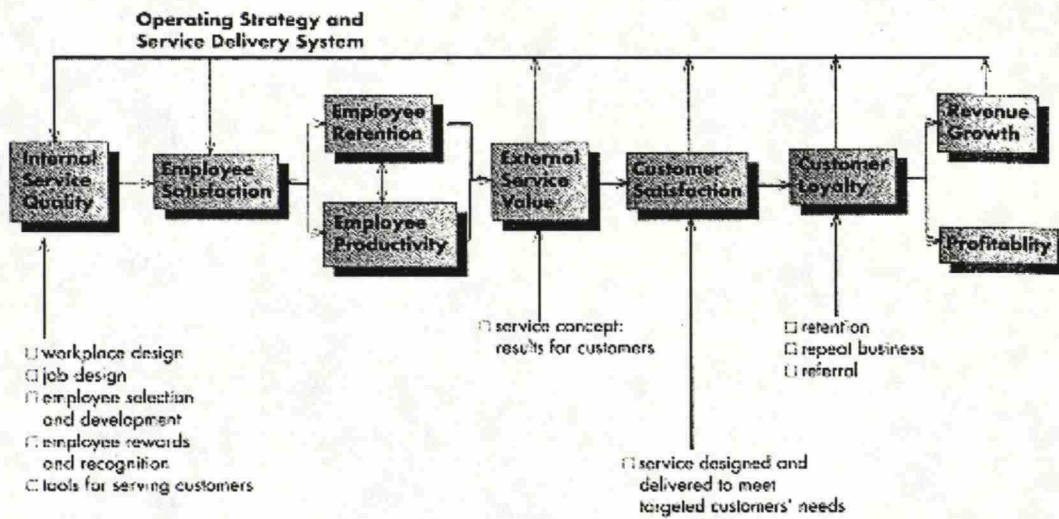 Operating Strategy and
Service Delivery System
Internal
Service
Quality
Employee
Satisfaction
Employee
Retention
Employee
Productivity
External
Service
Value
Customer
Satisfaction
Customer
Loyalty
Revenue
Growth
Profitablity
□ workplace design
□ job design
□ employee selection
and development
□ employee rewards
and recognition
□ tools for serving customers
□ service concept:
results for customers
□ service designed and
delivered to meet
targeted customers' needs
□ retention
□ repeat business
□ referral